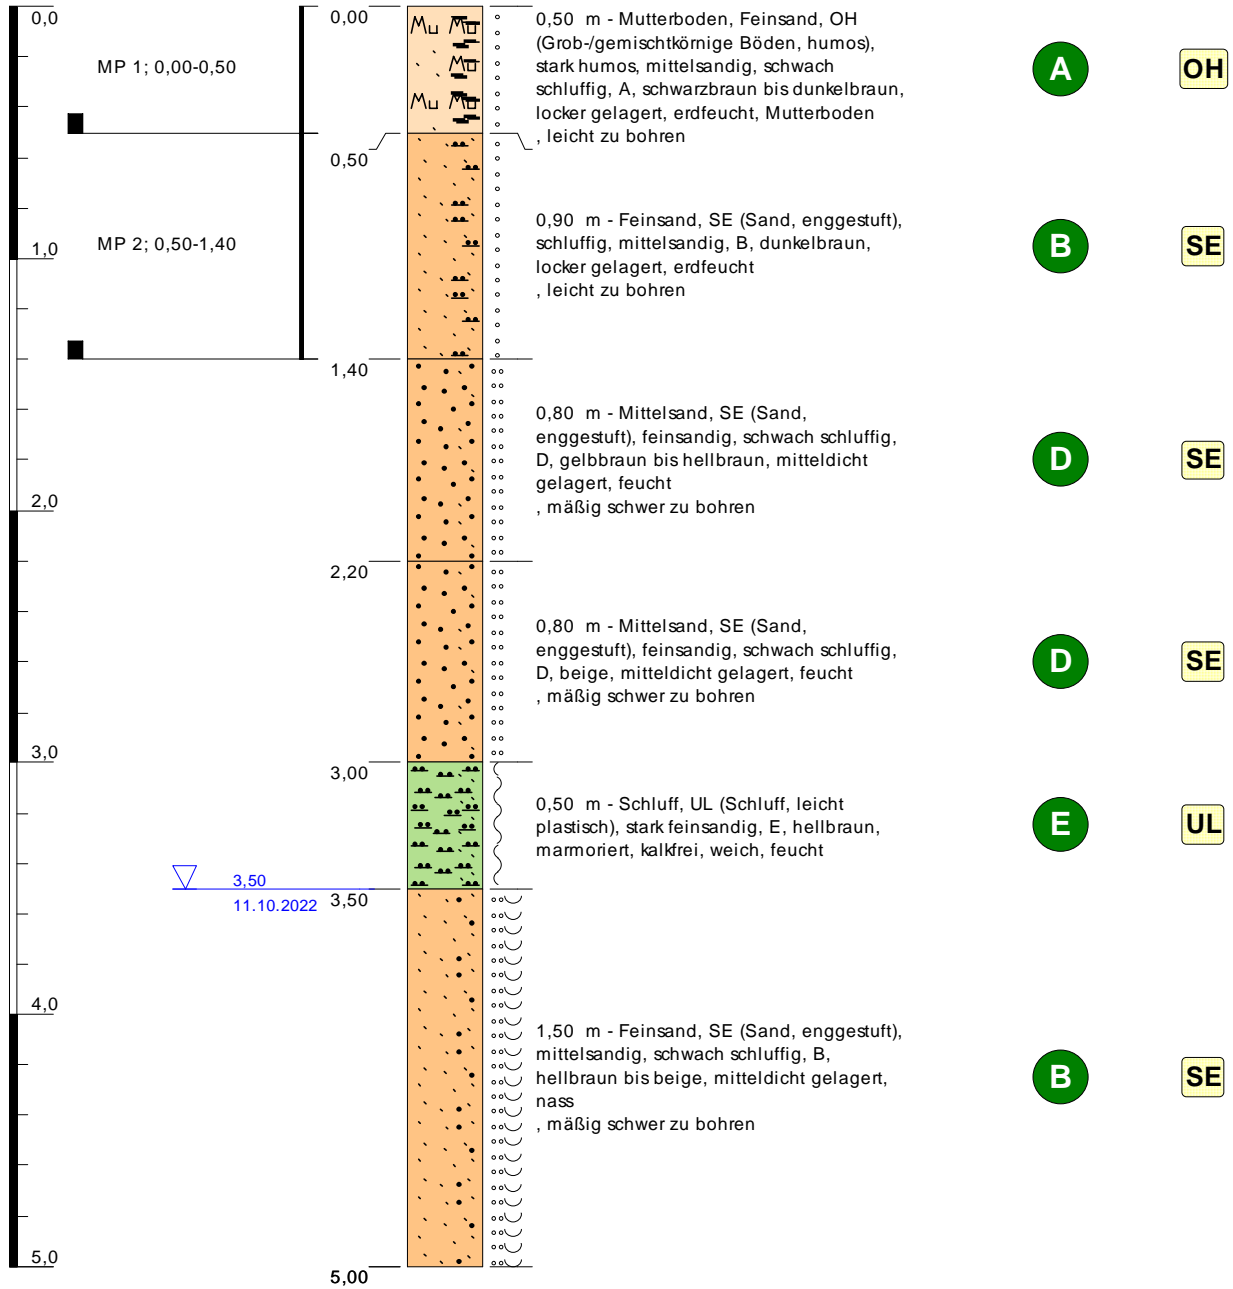 0,0
1,0
2,0
3,0
4,0
5,0
MP 1; 0,00-0,50
MP 2; 0,50-1,40
3,50
11.10.2022
0,00
0,50
1,40
2,20
3,00
3,50
5,00
Mu Mu
Mu
Mu Mu
0,50 m - Mutterboden, Feinsand, OH
(Grob-/gemischtkörnige Böden, humos),
stark humos, mittelsandig, schwach
schluffig, A, schwarzbraun bis dunkelbraun,
locker gelagert, erdfeucht, Mutterboden
, leicht zu bohren
A
OH
0,90 m - Feinsand, SE (Sand, enggestuft),
schluffig, mittelsandig, B, dunkelbraun,
locker gelagert, erdfeucht
, leicht zu bohren
B
SE
0,80 m - Mittelsand, SE (Sand,
enggestuft), feinsandig, schwach schluffig,
D, gelbbraun bis hellbraun, mitteldicht
gelagert, feucht
, mäßig schwer zu bohren
D
SE
0,80 m - Mittelsand, SE (Sand,
enggestuft), feinsandig, schwach schluffig,
D, beige, mitteldicht gelagert, feucht
, mäßig schwer zu bohren
D
SE
0,50 m - Schluff, UL (Schluff, leicht
plastisch), stark feinsandig, E, hellbraun,
marmoriert, kalkfrei, weich, feucht
E
UL
1,50 m - Feinsand, SE (Sand, enggestuft),
mittelsandig, schwach schluffig, B,
hellbraun bis beige, mitteldicht gelagert,
nass
, mäßig schwer zu bohren
B
SE